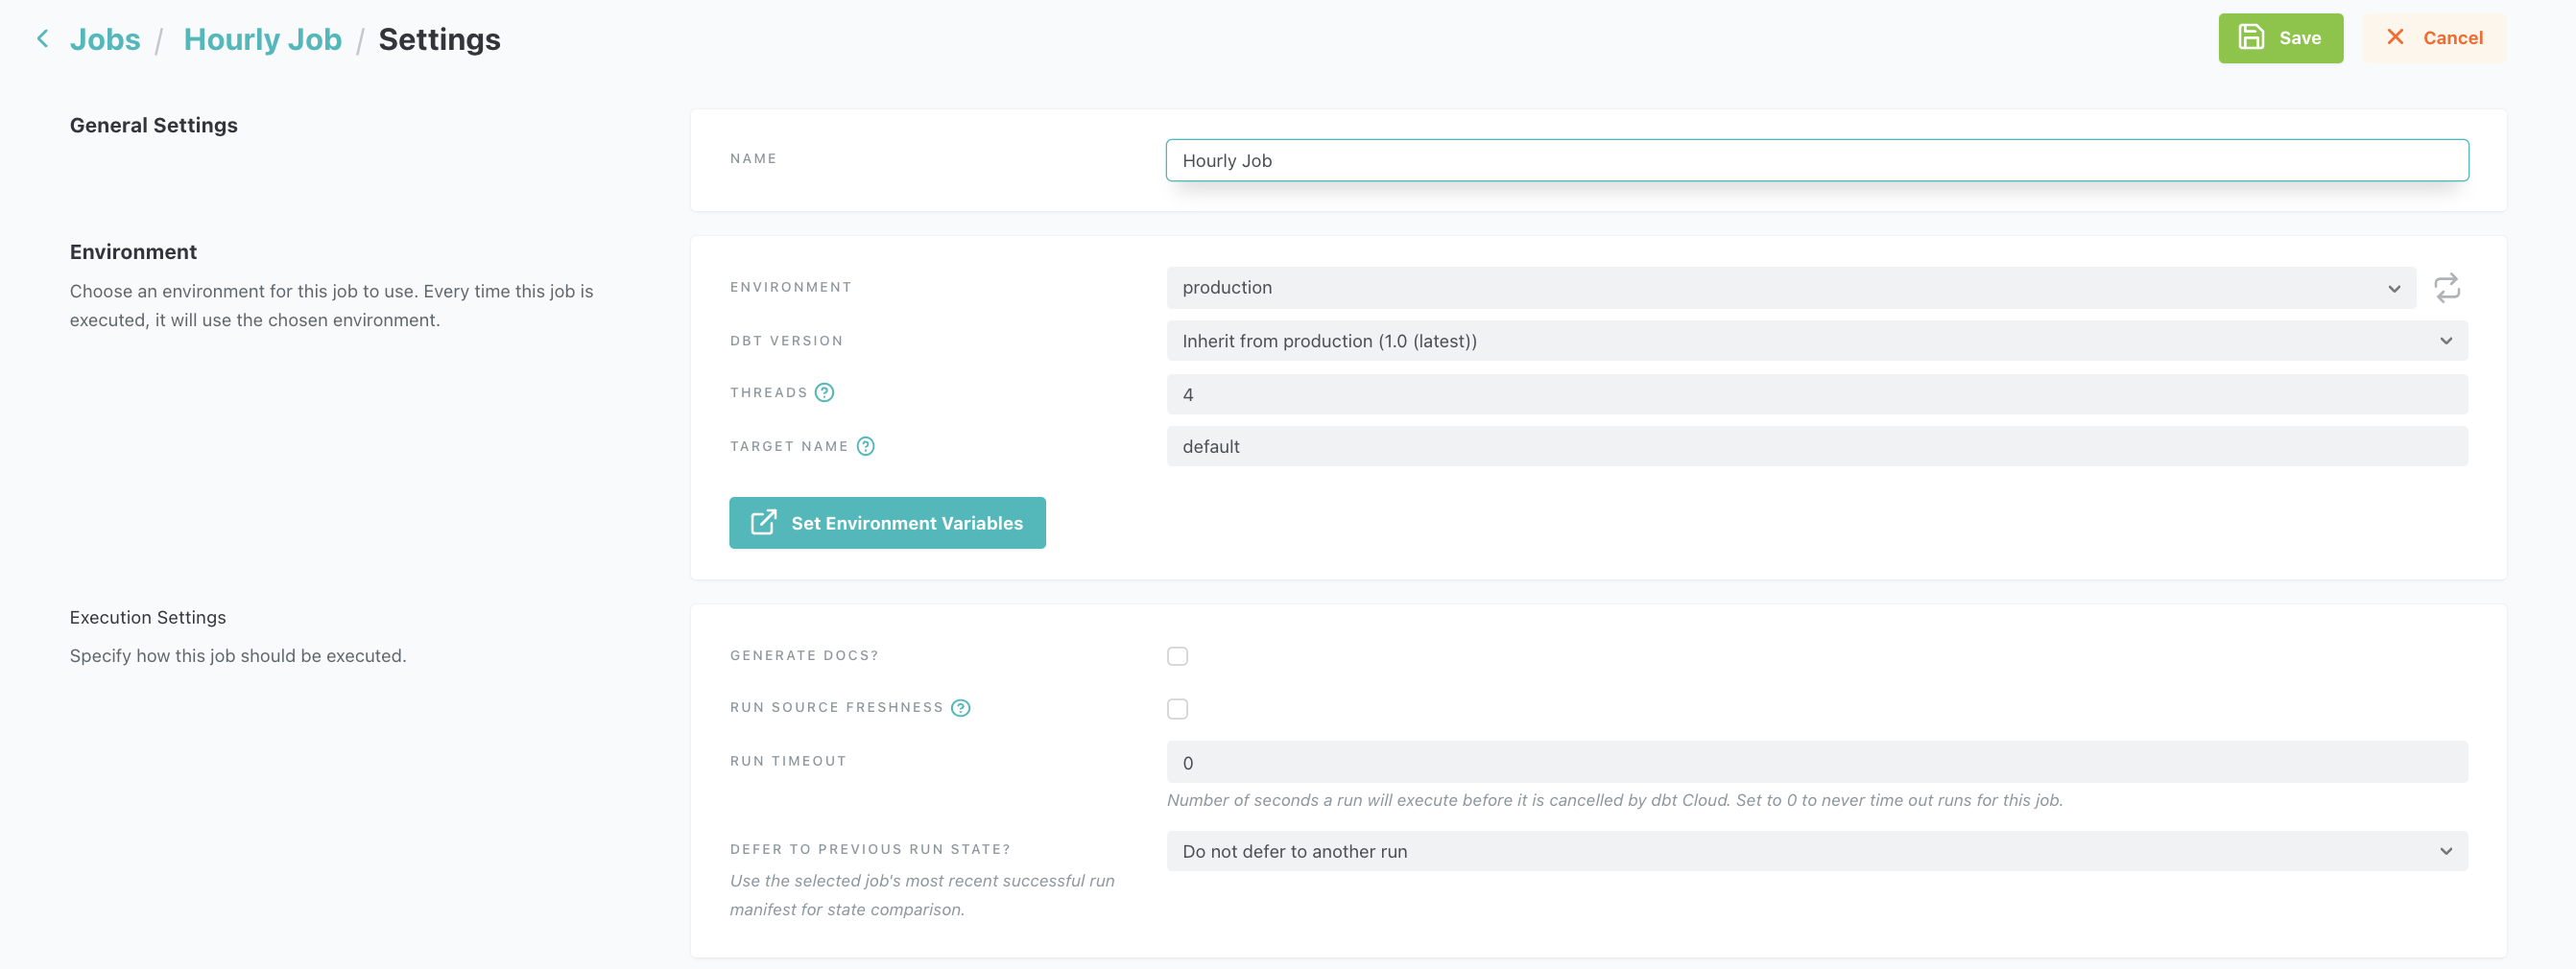 Jobs / Hourly Job / Settings
Save
Cancel
General Settings
NAME
Hourly Job
Environment
Choose an environment for this job to use. Every time this job is
executed, it will use the chosen environment.
ENVIRONMENT
production
DBT VERSION
Inherit from production (1.0 (latest))
THREADS ?
4
TARGET NAME ?
default
Set Environment Variables
Execution Settings
Specify how this job should be executed.
GENERATE DOCS?
RUN SOURCE FRESHNESS ?
RUN TIMEOUT
0
Number of seconds a run will execute before it is cancelled by dbt Cloud. Set to 0 to never time out runs for this job.
DEFER TO PREVIOUS RUN STATE?
Do not defer to another run
Use the selected job's most recent successful run
manifest for state comparison.